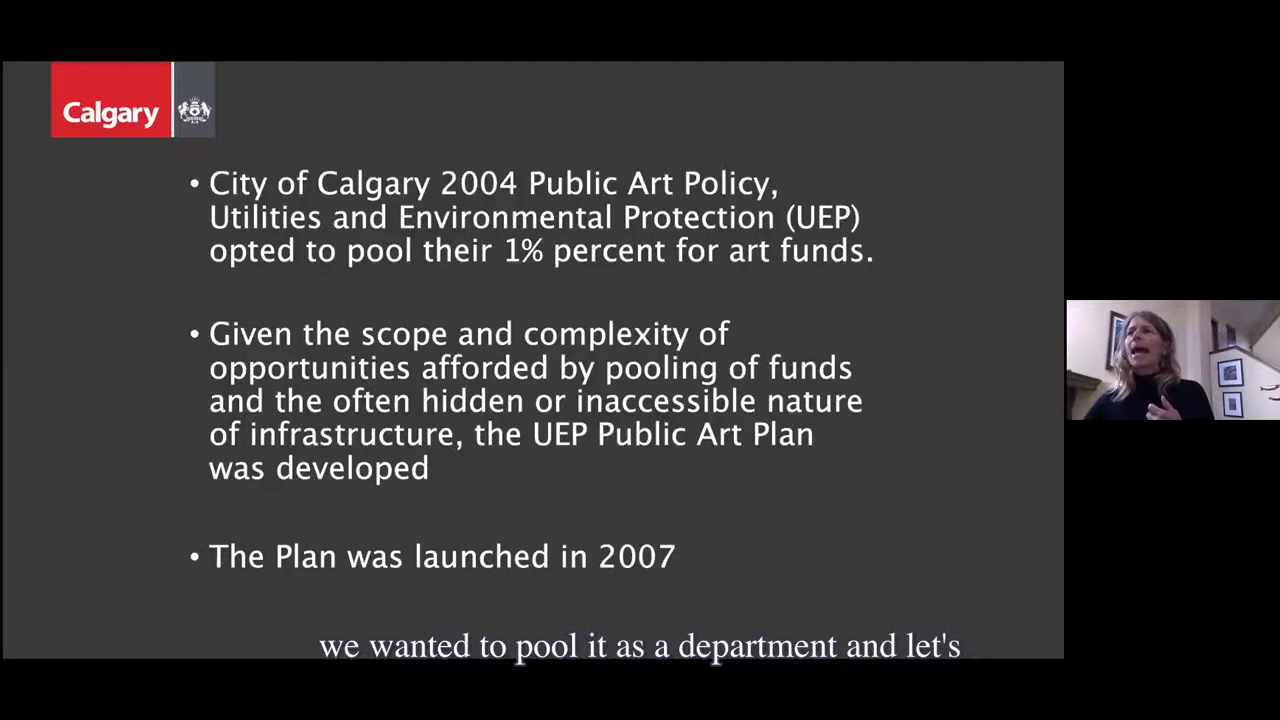 Calgary
• City of Calgary 2004 Public Art Policy,
Utilities and Environmental Protection (UEP)
opted to pool their 1% percent for art funds.
• Given the scope and complexity of
opportunities afforded by pooling of funds
and the often hidden or inaccessible nature
of infrastructure, the UEP Public Art Plan
was developed
• The Plan was launched in 2007
we wanted to pool it as a department and let's